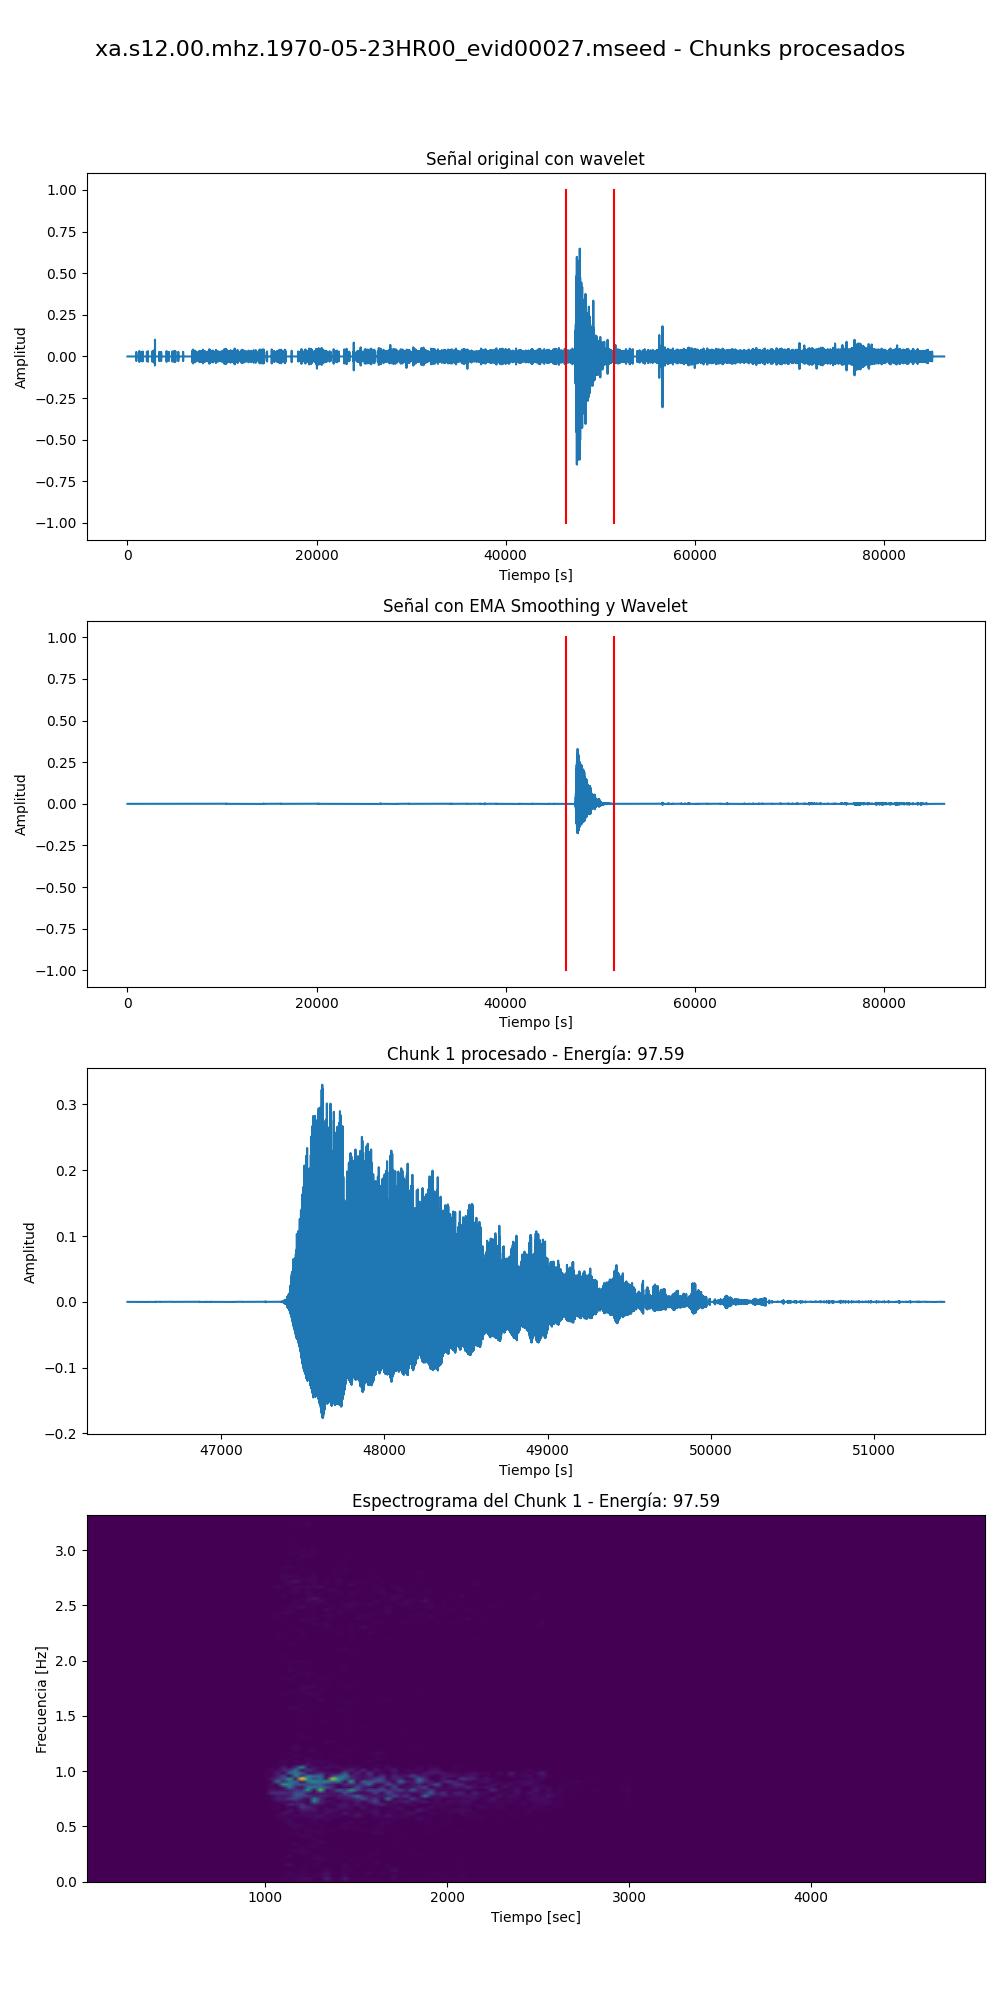 xa.s12.00.mhz.1970-05-23HR00_evid00027.mseed - Chunks procesados
Señal original con wavelet
1.00
0.75
0.50
0.25
0.00
−0.25
−0.50
−0.75
−1.00
Amplitud
0 20000 40000 60000 80000
Tiempo [s]
Señal con EMA Smoothing y Wavelet
1.00
0.75
0.50
0.25
0.00
−0.25
−0.50
−0.75
−1.00
Amplitud
0 20000 40000 60000 80000
Tiempo [s]
Chunk 1 procesado - Energía: 97.59
0.3
0.2
0.1
0.0
−0.1
−0.2
Amplitud
47000 48000 49000 50000 51000
Tiempo [s]
Espectrograma del Chunk 1 - Energía: 97.59
3.0
2.5
2.0
1.5
1.0
0.5
0.0
Frecuencia [Hz]
1000 2000 3000 4000
Tiempo [sec]